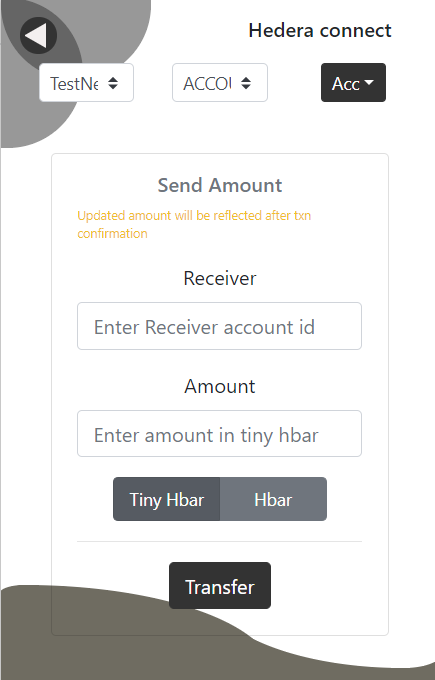 Hedera connect
TestNe
ACCOU
Acc
Send Amount
Updated amount will be reflected after txn
confirmation
Receiver
Enter Receiver account id
Amount
Enter amount in tiny hbar
Tiny Hbar
Hbar
Transfer